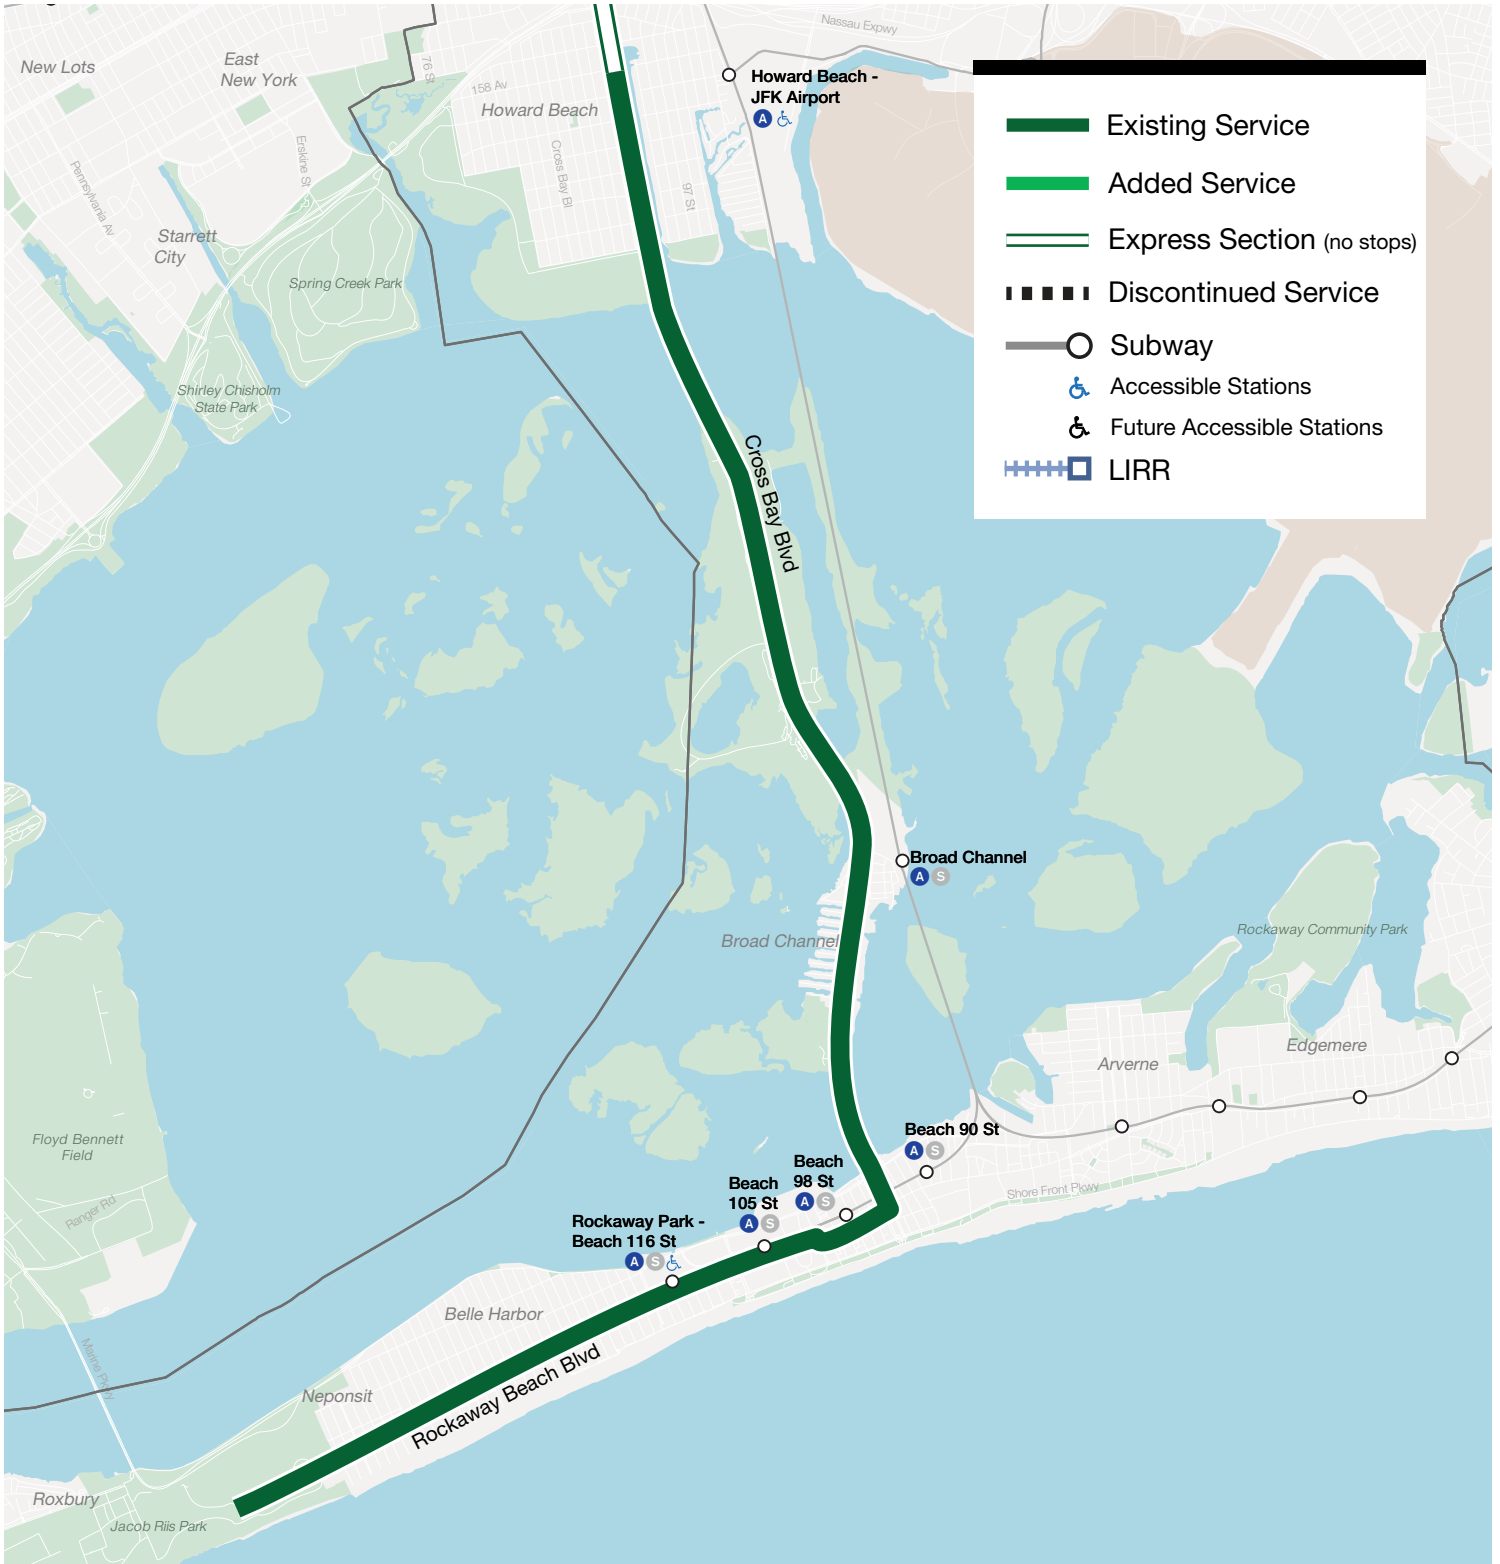 Nassau Expwy
New Lots
East
New York
76 St
158 Av
Howard Beach
Howard Beach -
JFK Airport
A
Existing Service
Added Service
Express Section (no stops)
Discontinued Service
Subway
Accessible Stations
Future Accessible Stations
LIRR
Erskine St
Cross Bay Bl
97 St
Pennsylvania Av
Starrett
City
Spring Creek Park
Shirley Chisholm
State Park
Cross Bay Blvd
Broad Channel
A S
Broad Channel
Rockaway Community Park
Edgemere
Arverne
Floyd Bennett
Field
Ranger Rd
Beach 90 St
A S
Beach
98 St
A S
Beach
105 St
A S
Shore Front Pkwy
Rockaway Park -
Beach 116 St
A S
Belle Harbor
Marine Pkwy
Neponsit
Rockaway Beach Blvd
Roxbury
Jacob Riis Park